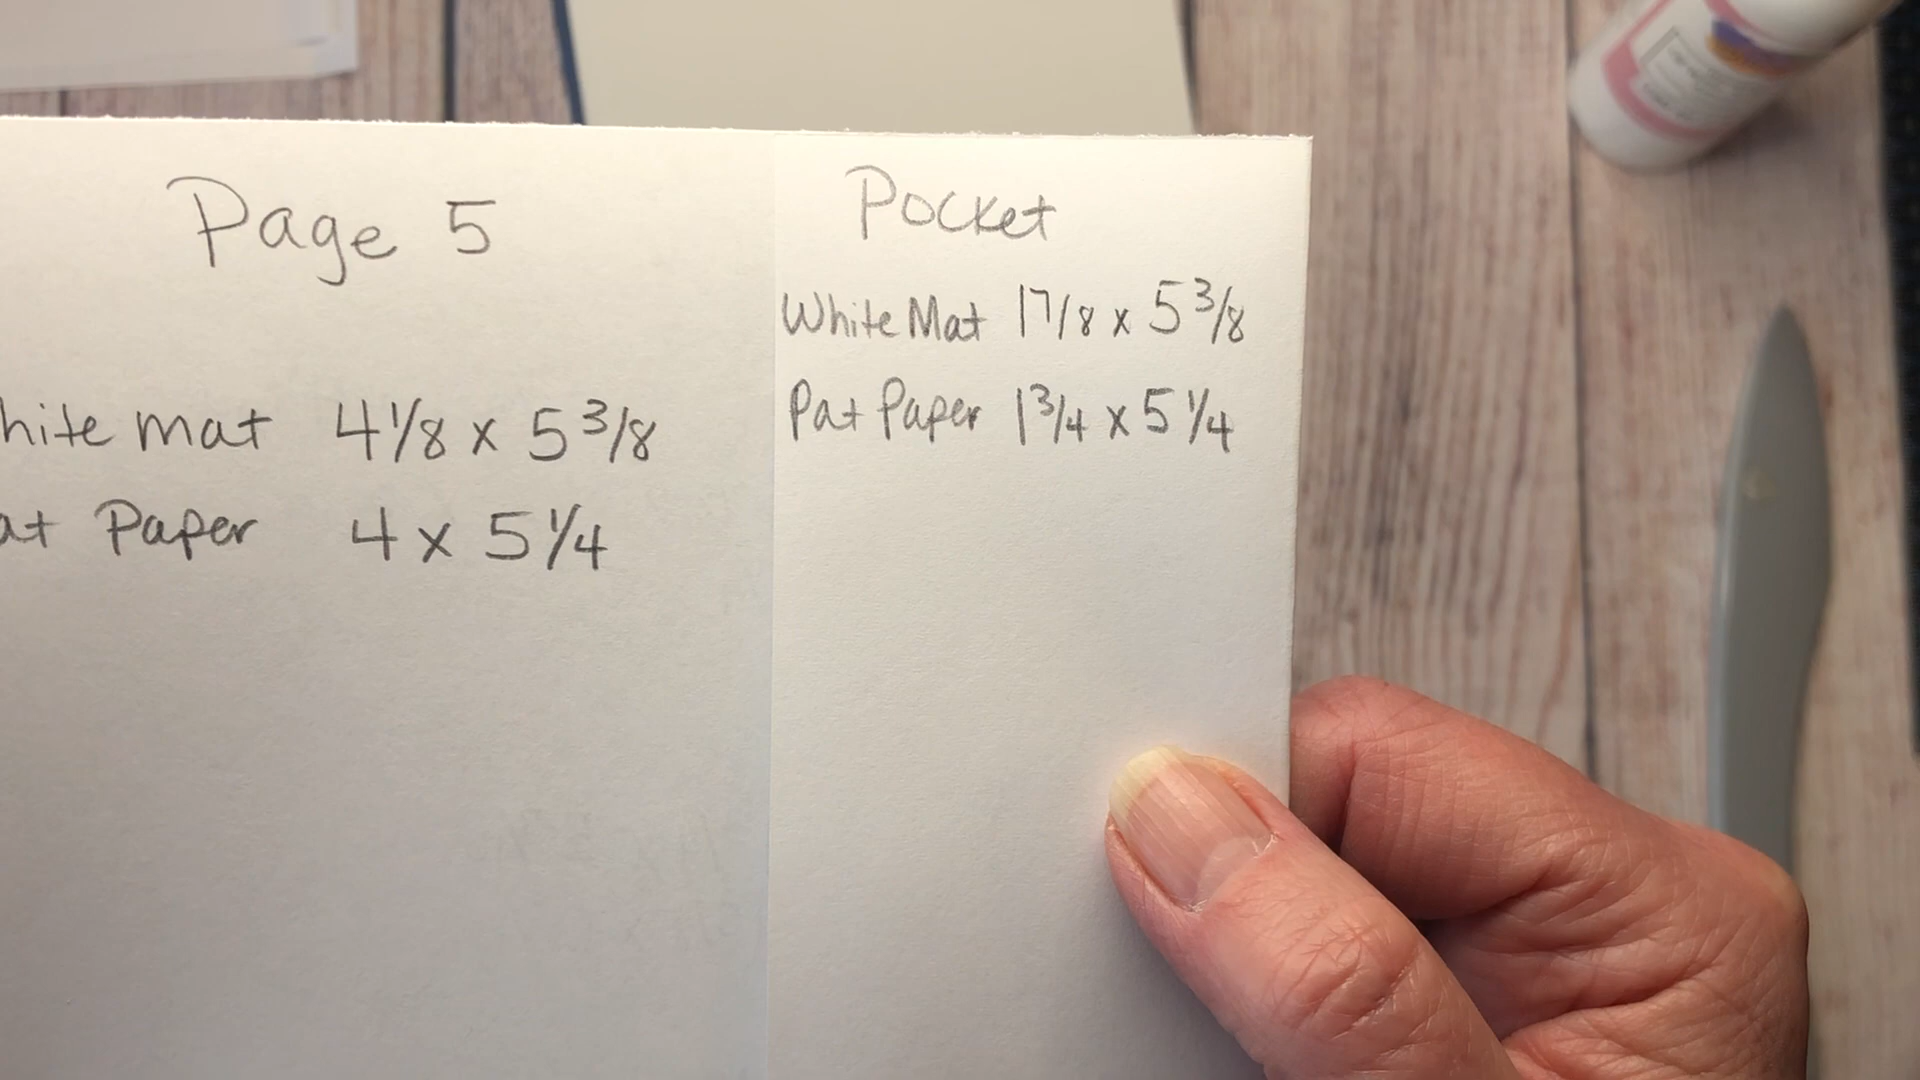 Page 5
hite mat 4 1/8 x 5 3/8
at Paper 4 x 5 1/4
Pocket
White Mat 1 7/8 x 5 3/8
Pat Paper 1 3/4 x 5 1/4